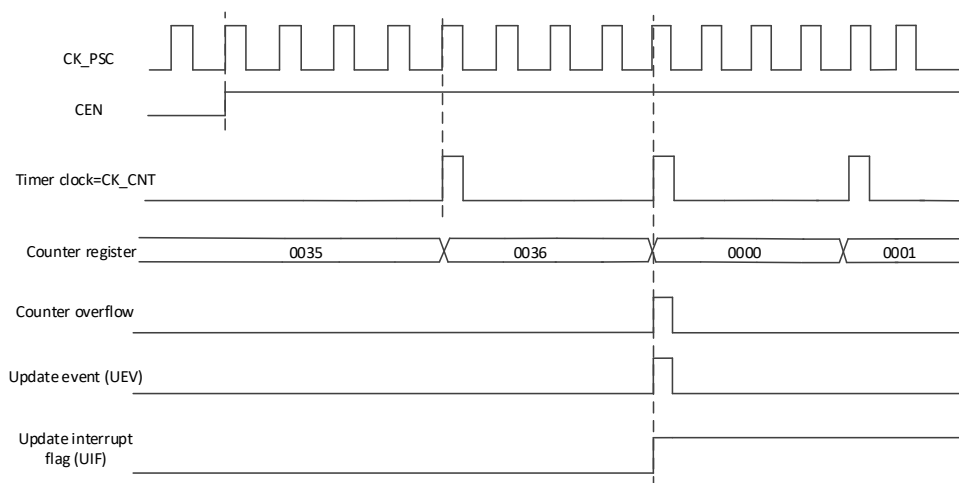 CK_PSC
CEN
Timer clock=CK_CNT
Counter register
0035
0036
0000
0001
Counter overflow
Update event (UEV)
Update interrupt
flag (UIF)